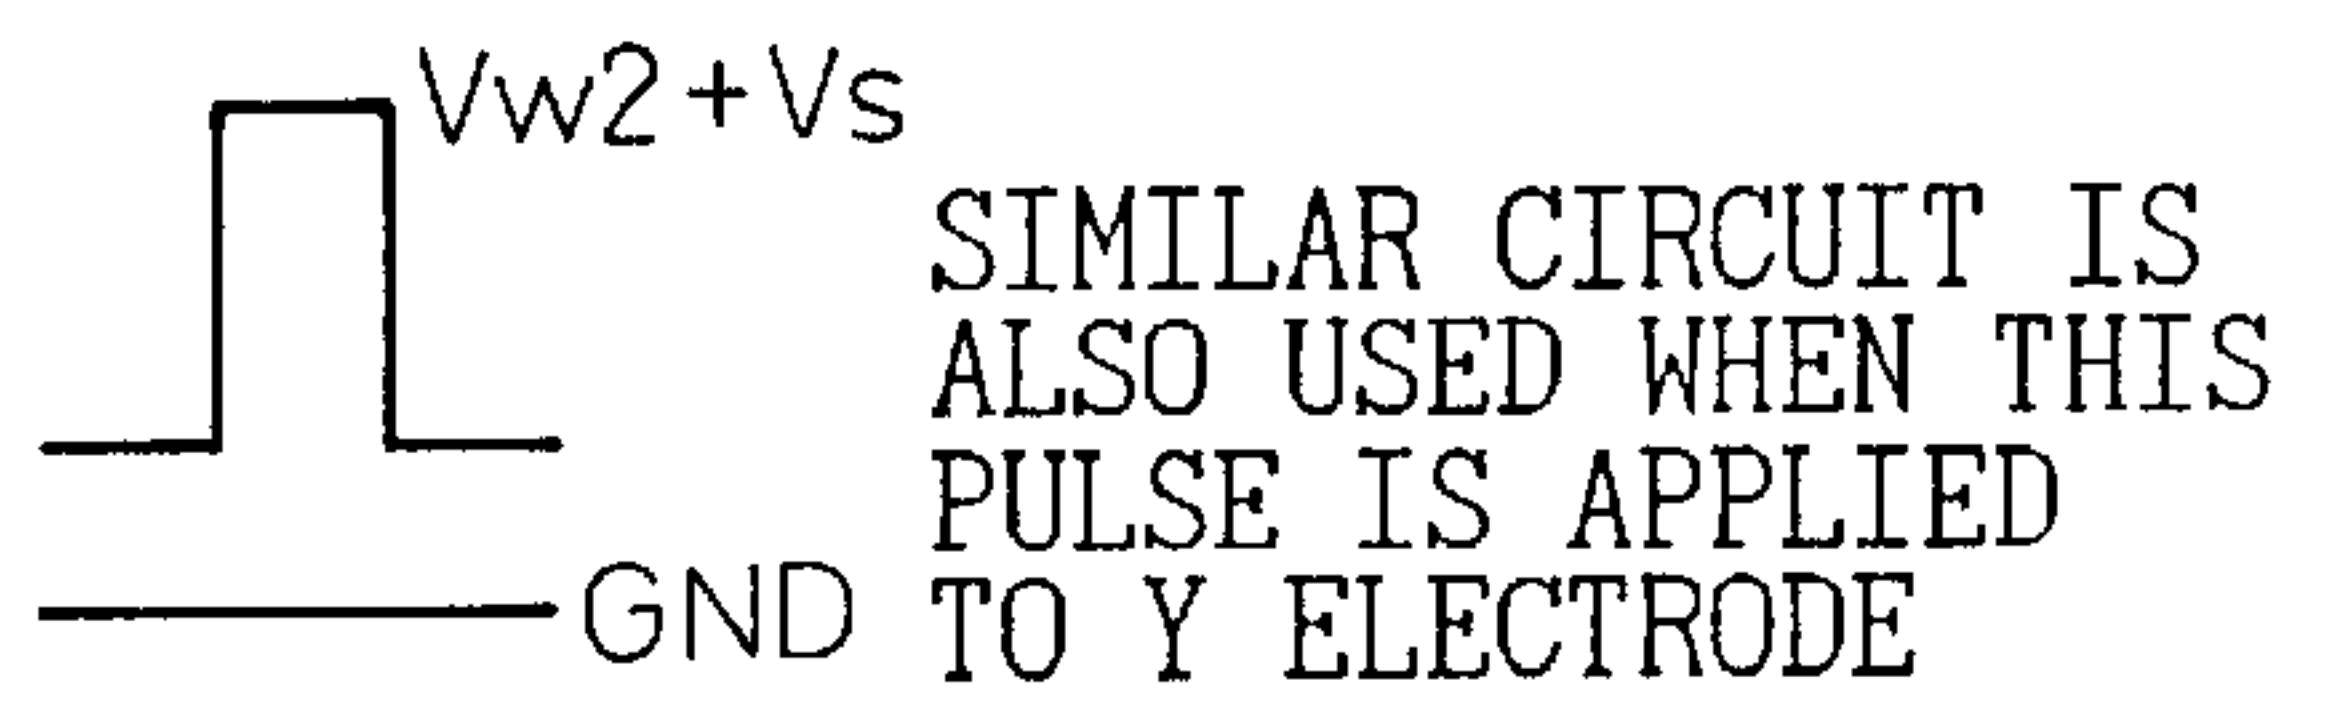 Vw2+Vs
SIMILAR CIRCUIT IS
ALSO USED WHEN THIS
PULSE IS APPLIED
TO Y ELECTRODE
GND